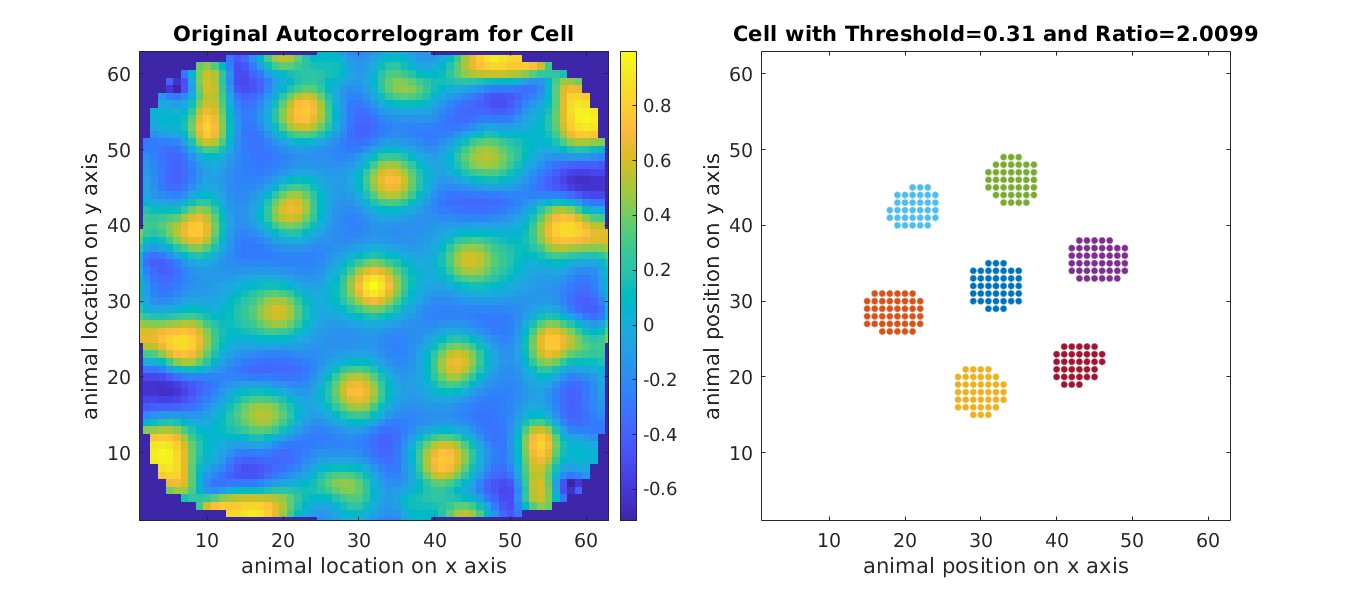 Original Autocorrelogram for Cell
60
50
40
30
20
10
animal location on y axis
10 20 30 40 50 60
animal location on x axis
0.8
0.6
0.4
0.2
0
-0.2
-0.4
-0.6
Cell with Threshold=0.31 and Ratio=2.0099
60
50
40
30
20
10
animal position on y axis
10 20 30 40 50 60
animal position on x axis